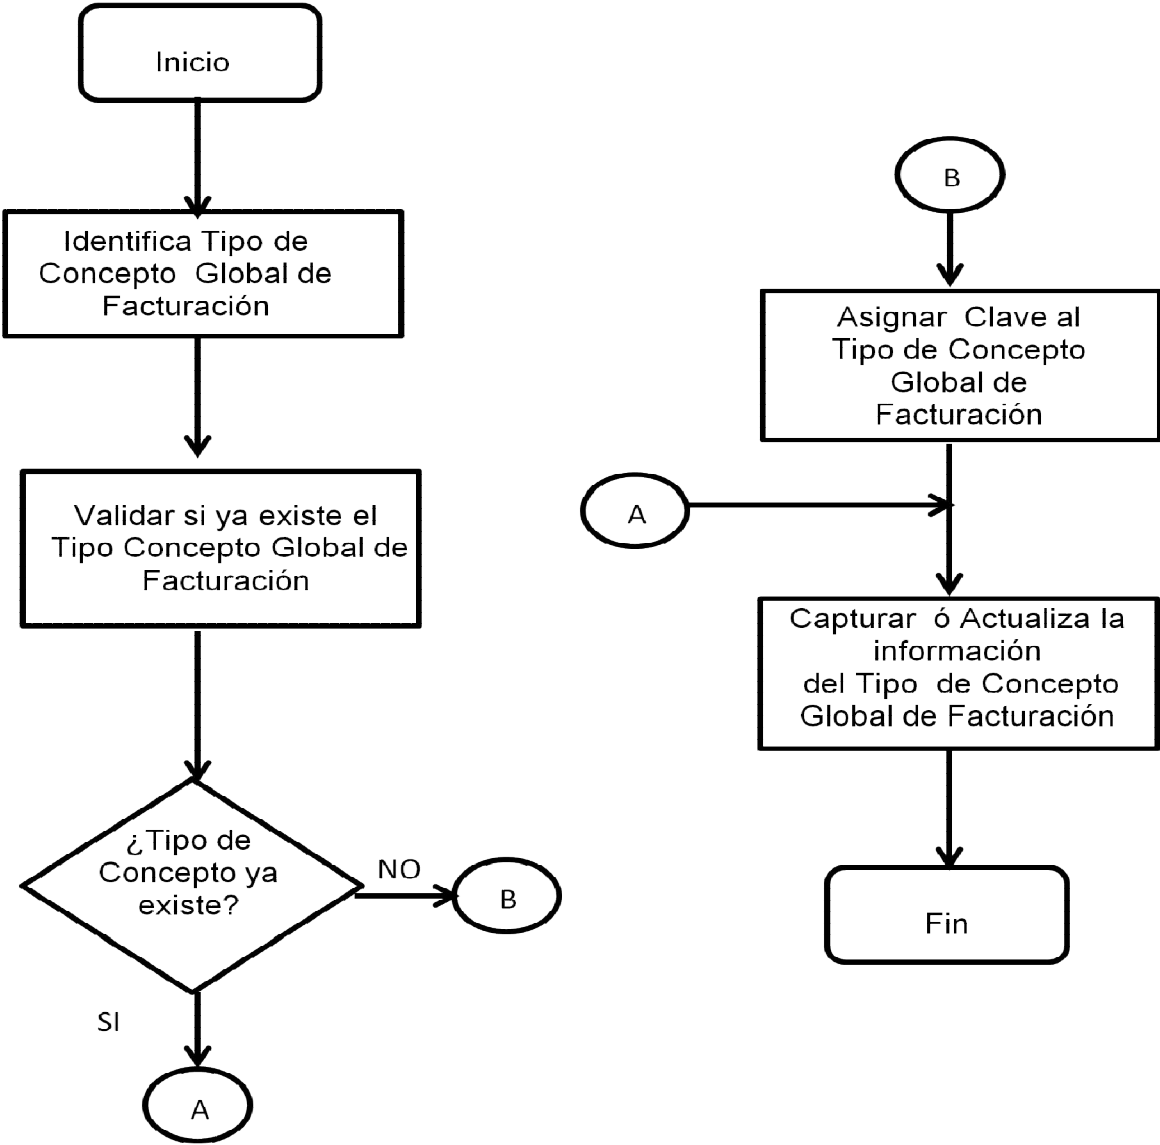 Inicio
Identifica Tipo de
Concepto Global de
Facturación
Validar si ya existe el
Tipo Concepto Global de
Facturación
¿Tipo de
Concepto ya
existe?
NO
B
SI
A
B
Asignar Clave al
Tipo de Concepto
Global de
Facturación
A
Capturar ó Actualiza la
información
del Tipo de Concepto
Global de Facturación
Fin